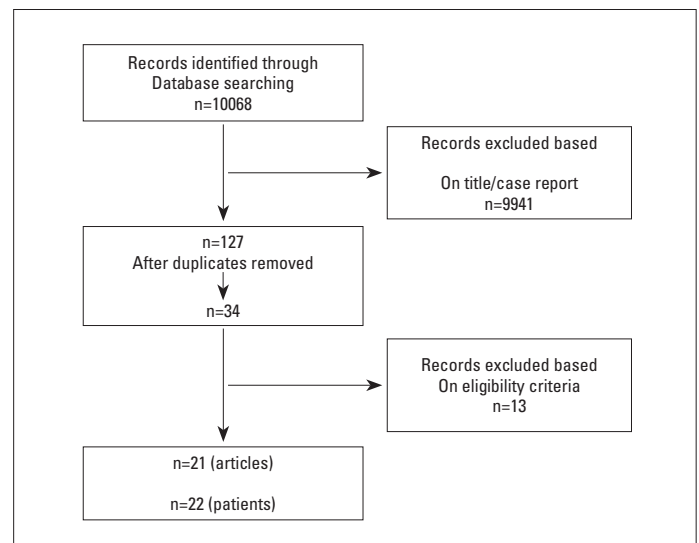 Records identified through
Database searching
n=10068
Records excluded based
On title/case report
n=9941
n=127
After duplicates removed
n=34
Records excluded based
On eligibility criteria
n=13
n=21 (articles)
n=22 (patients)